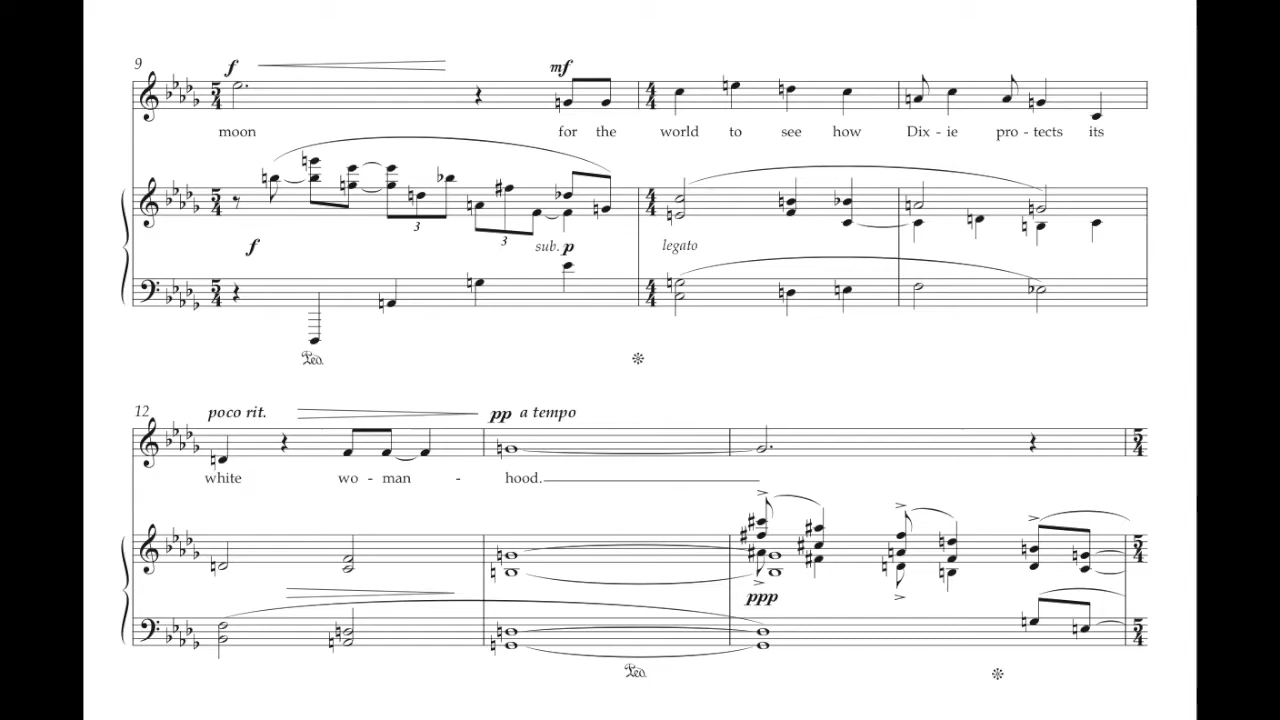 9
f
mf
moon for the world to see how Dix - ie pro - tects its
3
3
f
sub. p
legato
Ped.
12
poco rit.
pp a tempo
white wo - man - hood.
ppp
Ped.